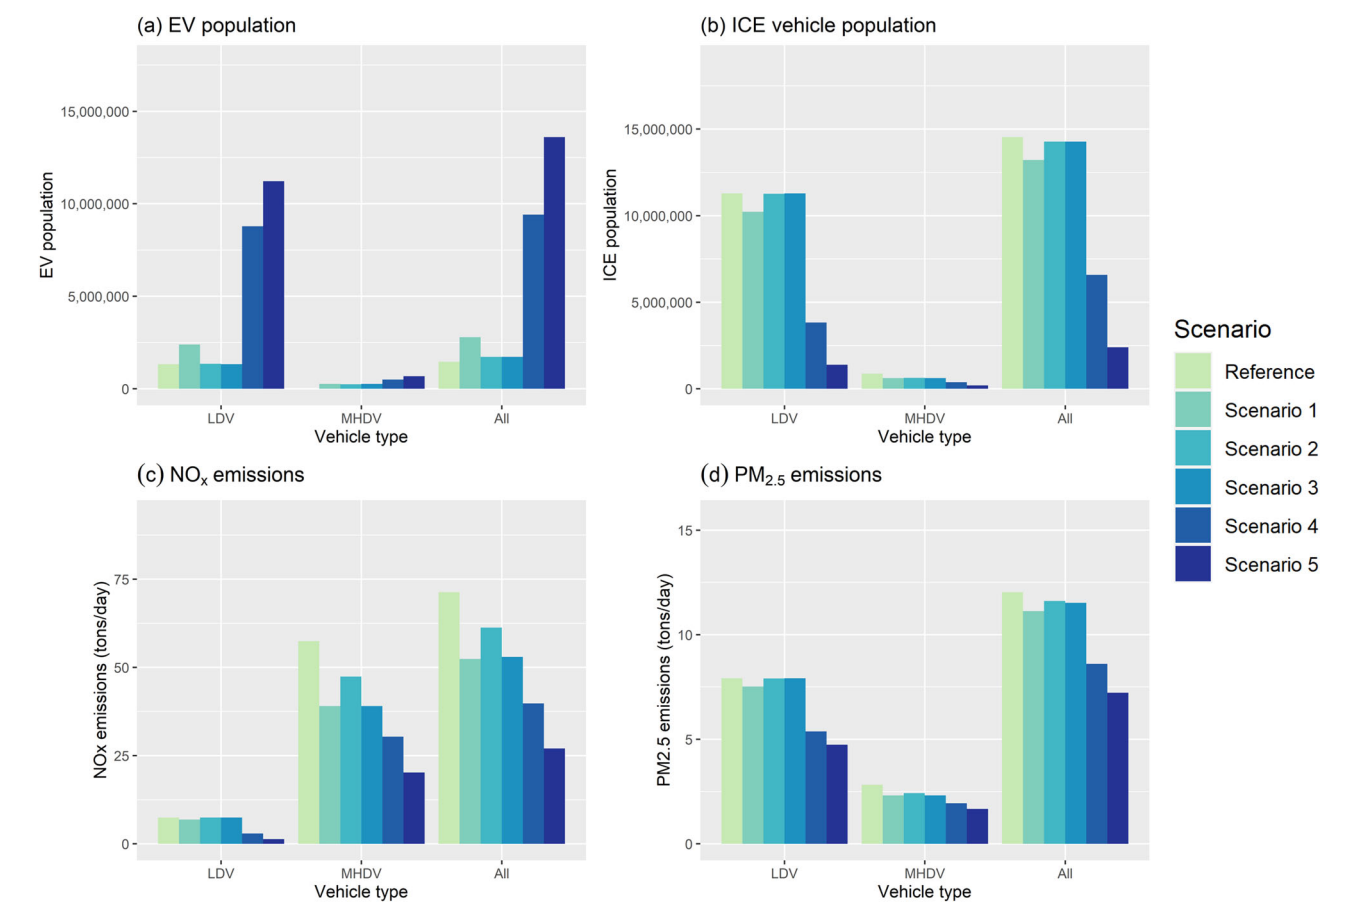 (a) EV population
15,000,000
10,000,000
5,000,000
0
EV population
LDV
MHDV
All
Vehicle type
(b) ICE vehicle population
15,000,000
10,000,000
5,000,000
0
ICE population
LDV
MHDV
All
Vehicle type
(c) NOx emissions
75
50
25
0
NOx emissions (tons/day)
LDV
MHDV
All
Vehicle type
(d) PM2.5 emissions
15
10
5
0
PM2.5 emissions (tons/day)
LDV
MHDV
All
Vehicle type
Scenario
Reference
Scenario 1
Scenario 2
Scenario 3
Scenario 4
Scenario 5